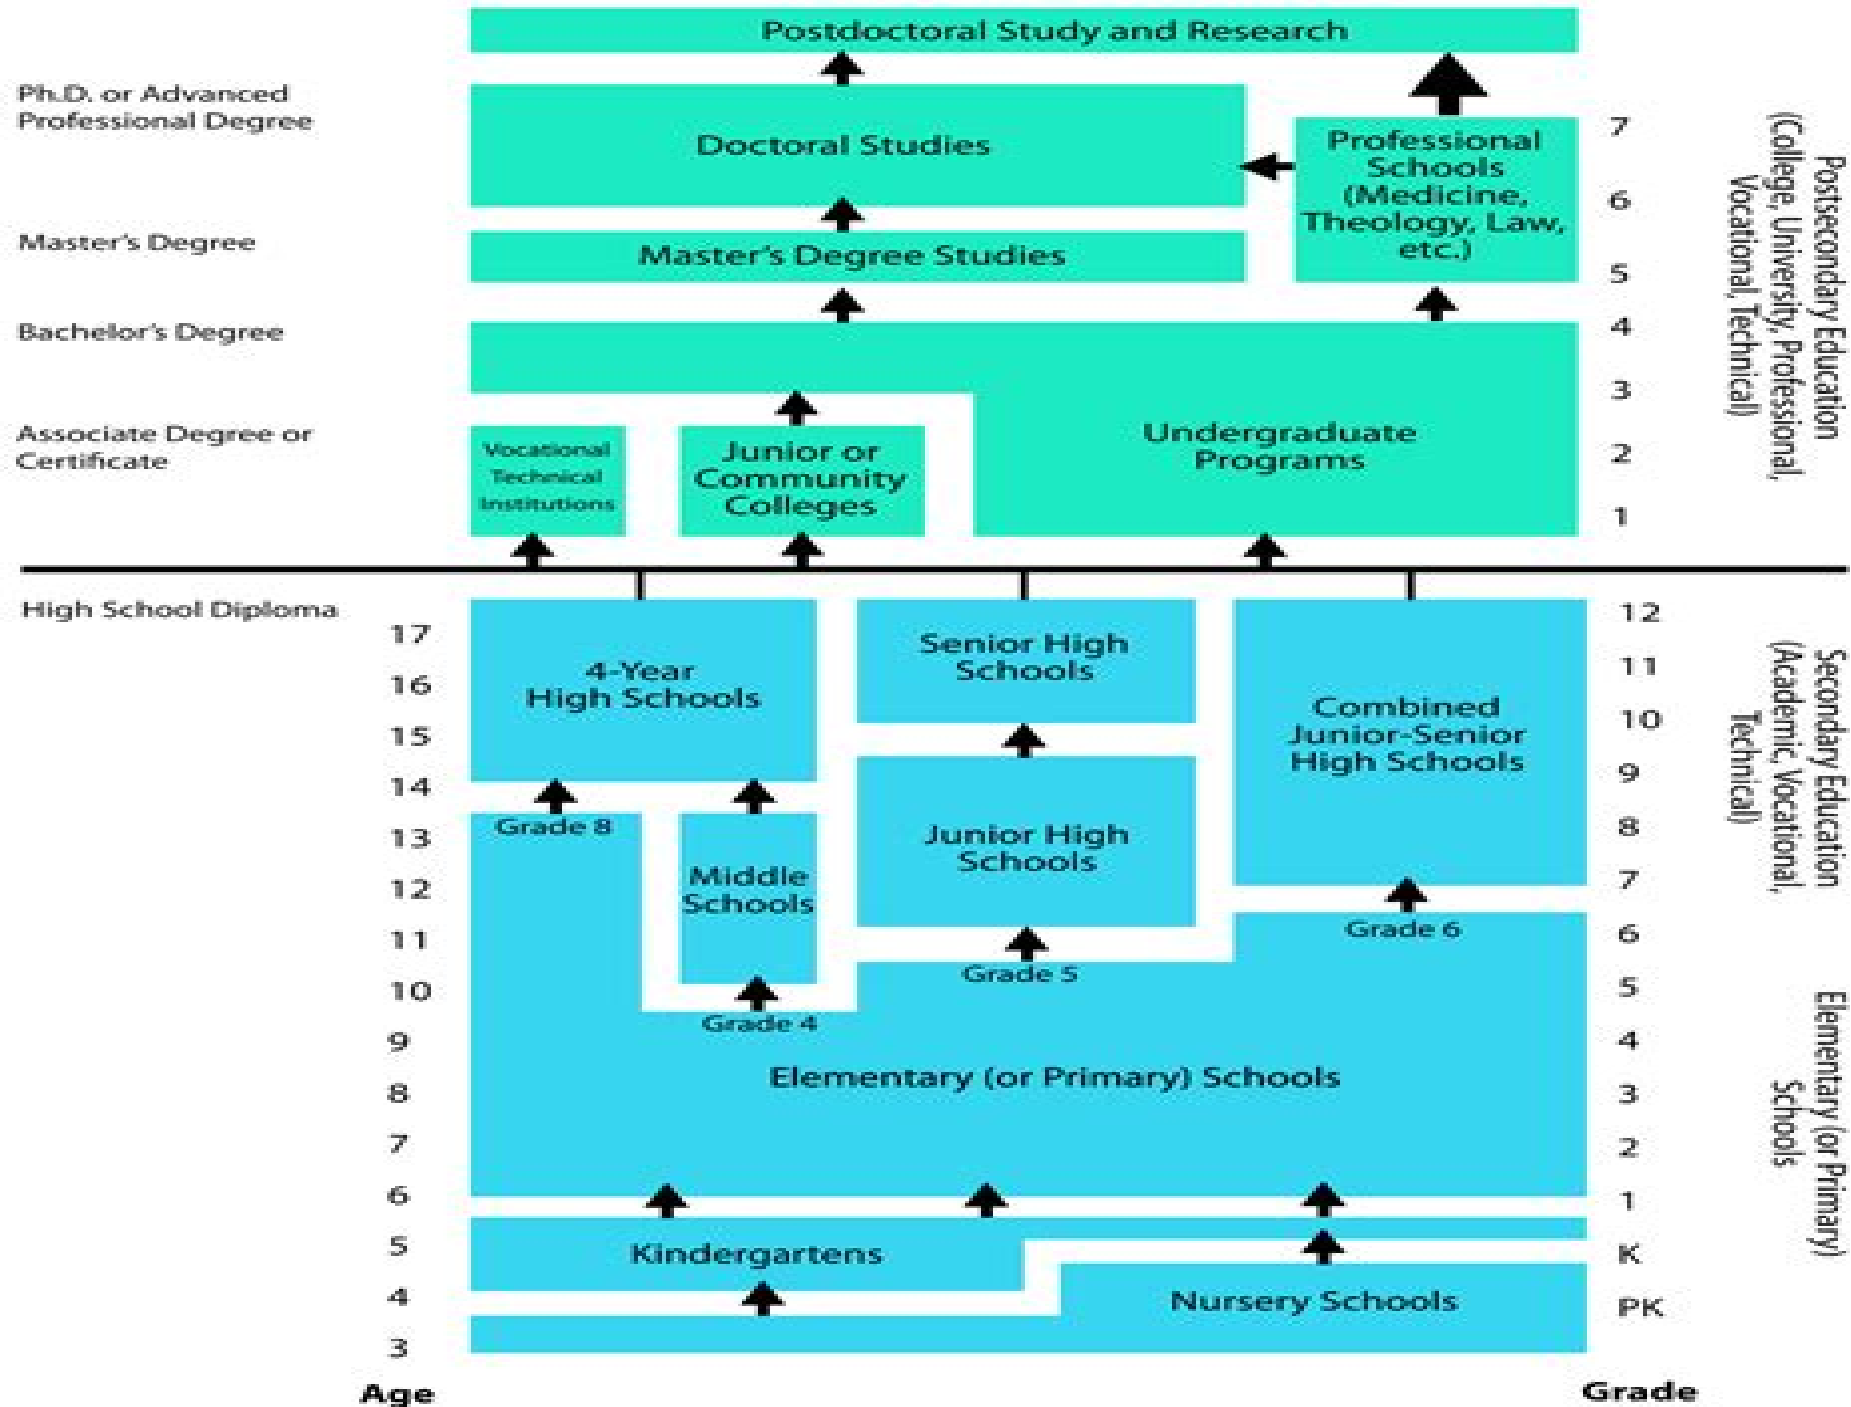 Postdoctoral Study and Research
Ph.D. or Advanced
Professional Degree
Doctoral Studies
Professional
Schools
(Medicine,
Theology, Law,
etc.)
7
6
5
Master's Degree
Master's Degree Studies
Bachelor's Degree
4
3
Associate Degree or
Certificate
Vocational
Technical
Institutions
Junior or
Community
Colleges
Undergraduate
Programs
2
1
Postsecondary Education
(College, University, Professional,
Vocational, Technical)
High School Diploma
17
16
15
14
13
12
11
10
9
8
7
6
5
4
3
Age
4-Year
High Schools
Senior High
Schools
Combined
Junior-Senior
High Schools
Grade 8
Middle
Schools
Junior High
Schools
Grade 6
Grade 5
Grade 4
Elementary (or Primary) Schools
Kindergartens
Nursery Schools
12
11
10
9
8
7
6
5
4
3
2
1
K
PK
Grade
Secondary Education
(Academic, Vocational,
Technical)
Elementary (or Primary)
Schools